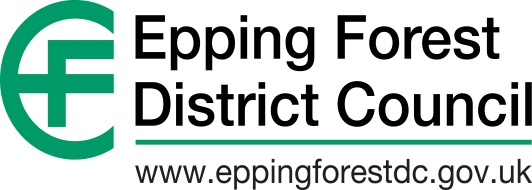 Epping Forest
District Council
www.eppingforestdc.gov.uk